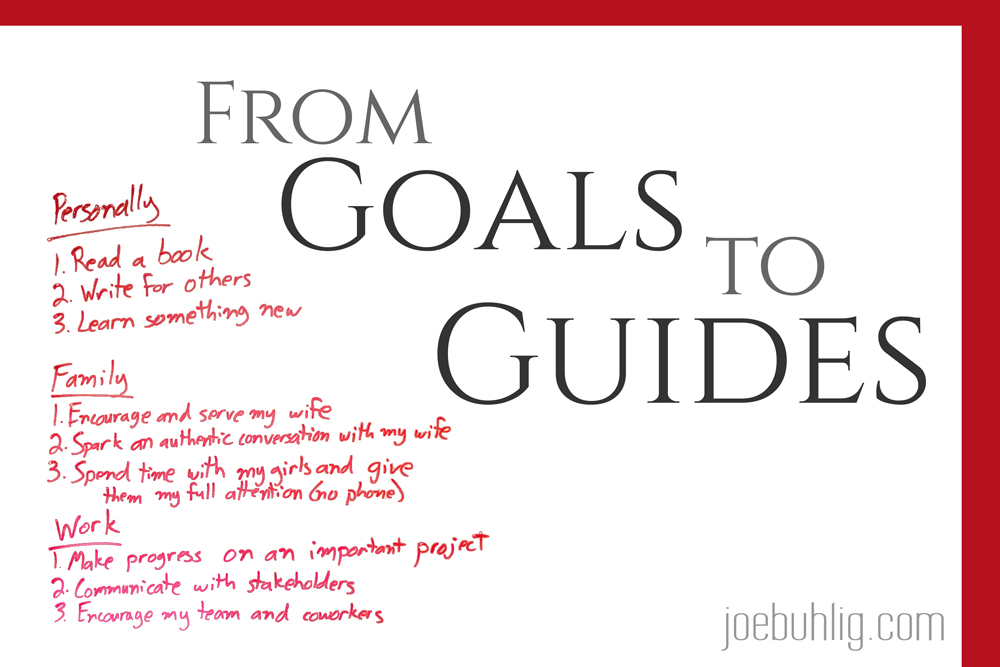 From
Goals
to
Guides
Personally
1. Read a book
2. Write for others
3. Learn something new
Family
1. Encourage and serve my wife
2. Spark an authentic conversation with my wife
3. Spend time with my girls and give
them my full attention (no phone)
Work
1. Make progress on an important project
2. Communicate with stakeholders
3. Encourage my team and coworkers
joebuhlig.com